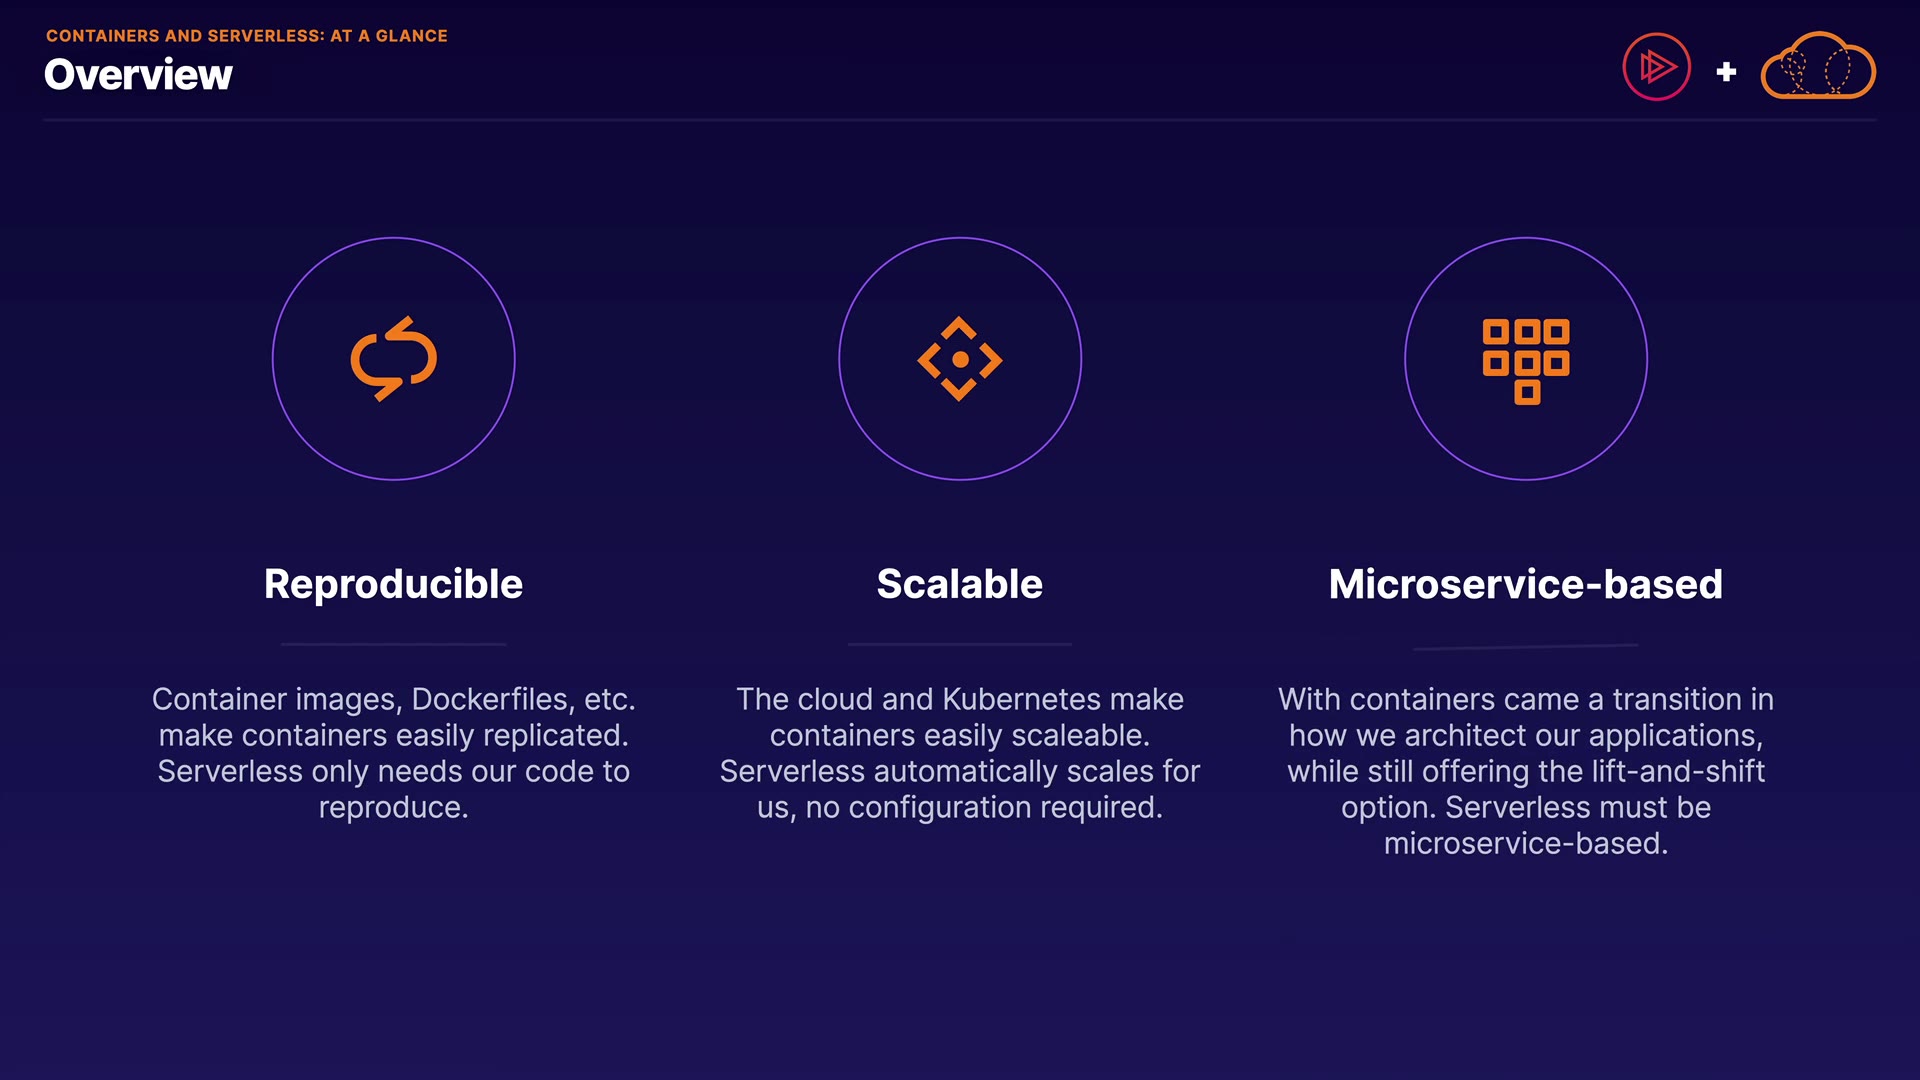 CONTAINERS AND SERVERLESS: AT A GLANCE
Overview
+
Reproducible
Container images, Dockerfiles, etc.
make containers easily replicated.
Serverless only needs our code to
reproduce.
Scalable
The cloud and Kubernetes make
containers easily scaleable.
Serverless automatically scales for
us, no configuration required.
Microservice-based
With containers came a transition in
how we architect our applications,
while still offering the lift-and-shift
option. Serverless must be
microservice-based.